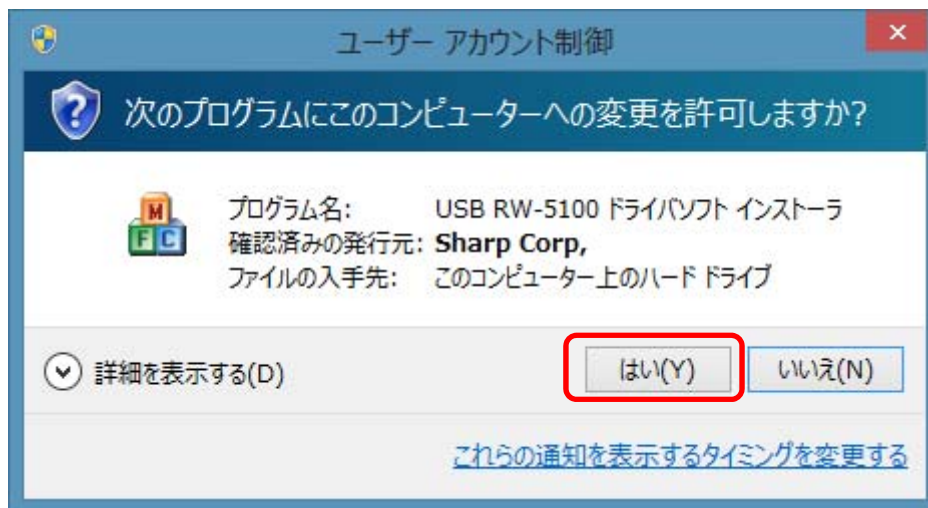 ユーザー アカウント制御
次のプログラムにこのコンピューターへの変更を許可しますか?
M
F C
プログラム名: USB RW-5100 ドライバソフト インストーラ
確認済みの発行元: Sharp Corp,
ファイルの入手先: このコンピューター上のハード ドライブ
詳細を表示する(D) はい(Y) いいえ(N)
これらの通知を表示するタイミングを変更する